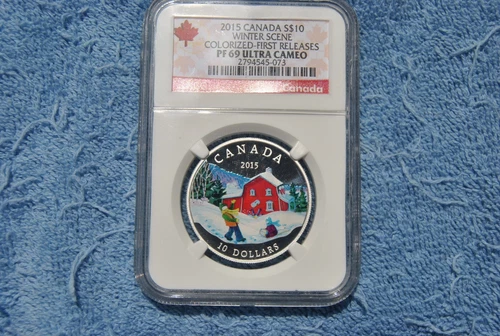 2015 CANADA S$10
WINTER SCENE
COLORIZED-FIRST RELEASES
PF 69 ULTRA CAMEO
2794545-073
Canada
CANADA
2015
10 DOLLARS